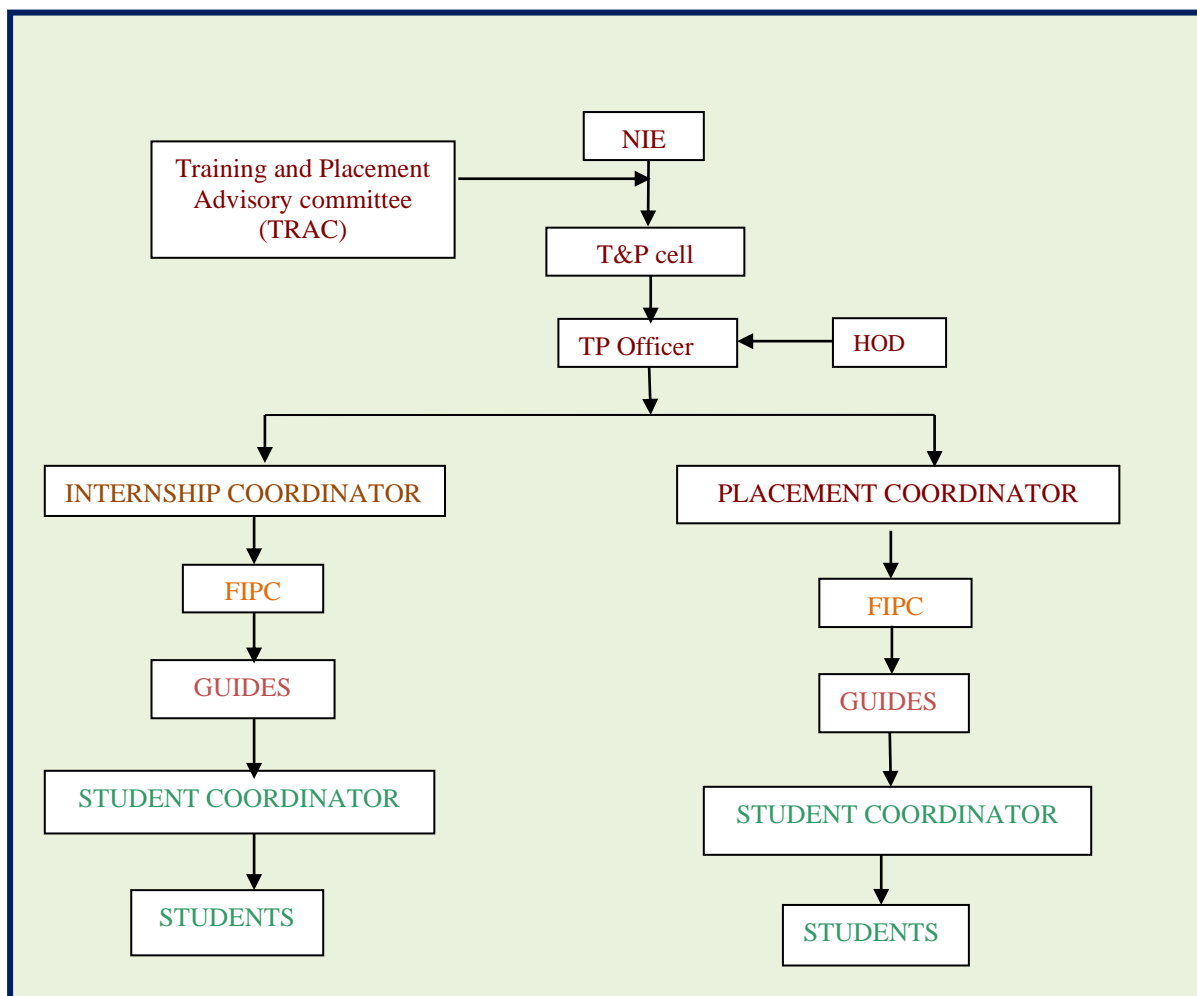 NIE
Training and Placement
Advisory committee
(TRAC)
T&P cell
TP Officer
HOD
INTERNSHIP COORDINATOR
PLACEMENT COORDINATOR
FIPC
FIPC
GUIDES
GUIDES
STUDENT COORDINATOR
STUDENT COORDINATOR
STUDENTS
STUDENTS